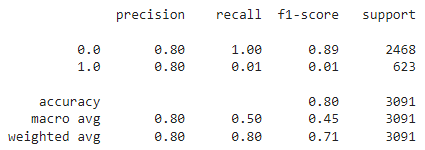 precision recall f1-score support
0.0 0.80 1.00 0.89 2468
1.0 0.80 0.01 0.01 623
accuracy 0.80 3091
macro avg 0.80 0.50 0.45 3091
weighted avg 0.80 0.80 0.71 3091